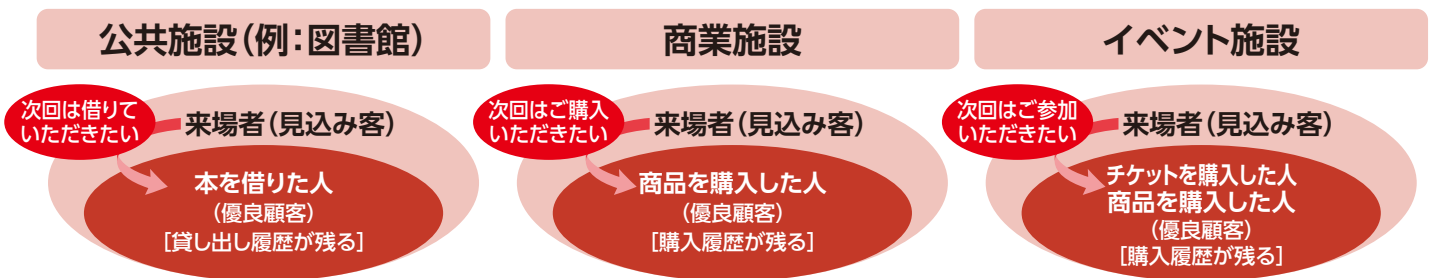 公共施設(例:図書館)
次回は借りて
いただきたい
来場者(見込み客)
本を借りた人
(優良顧客)
[貸し出し履歴が残る]
商業施設
次回はご購入
いただきたい
来場者(見込み客)
商品を購入した人
(優良顧客)
[購入履歴が残る]
イベント施設
次回はご参加
いただきたい
来場者(見込み客)
チケットを購入した人
商品を購入した人
(優良顧客)
[購入履歴が残る]